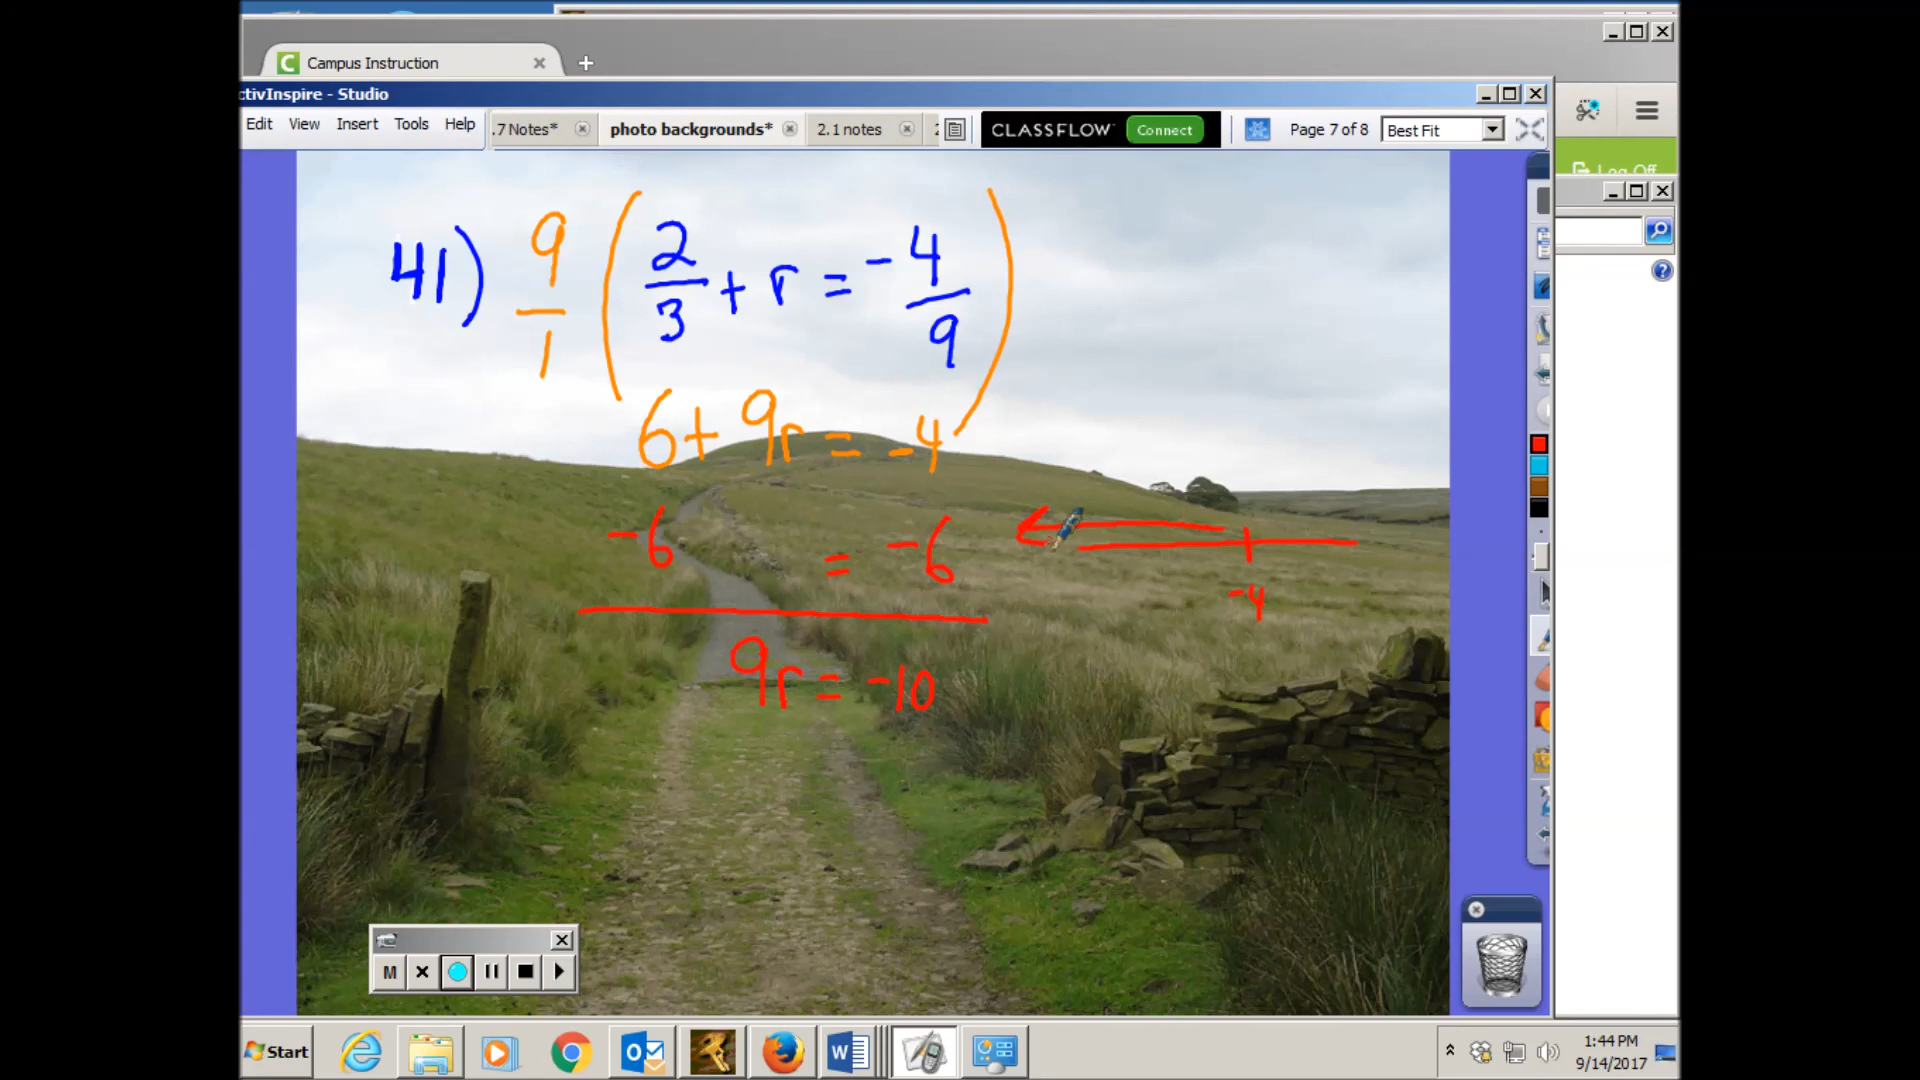 Campus Instruction
ctivInspire - Studio
Edit View Insert Tools Help .7 Notes* photo backgrounds* 2.1 notes CLASSFLOW Connect Page 7 of 8 Best Fit
Log Off
41) 9/1 ( 2/3 + r = -4/9 )
6 + 9r = -4
-6 = -6
-4
9r = -10
M
Start
1:44 PM
9/14/2017